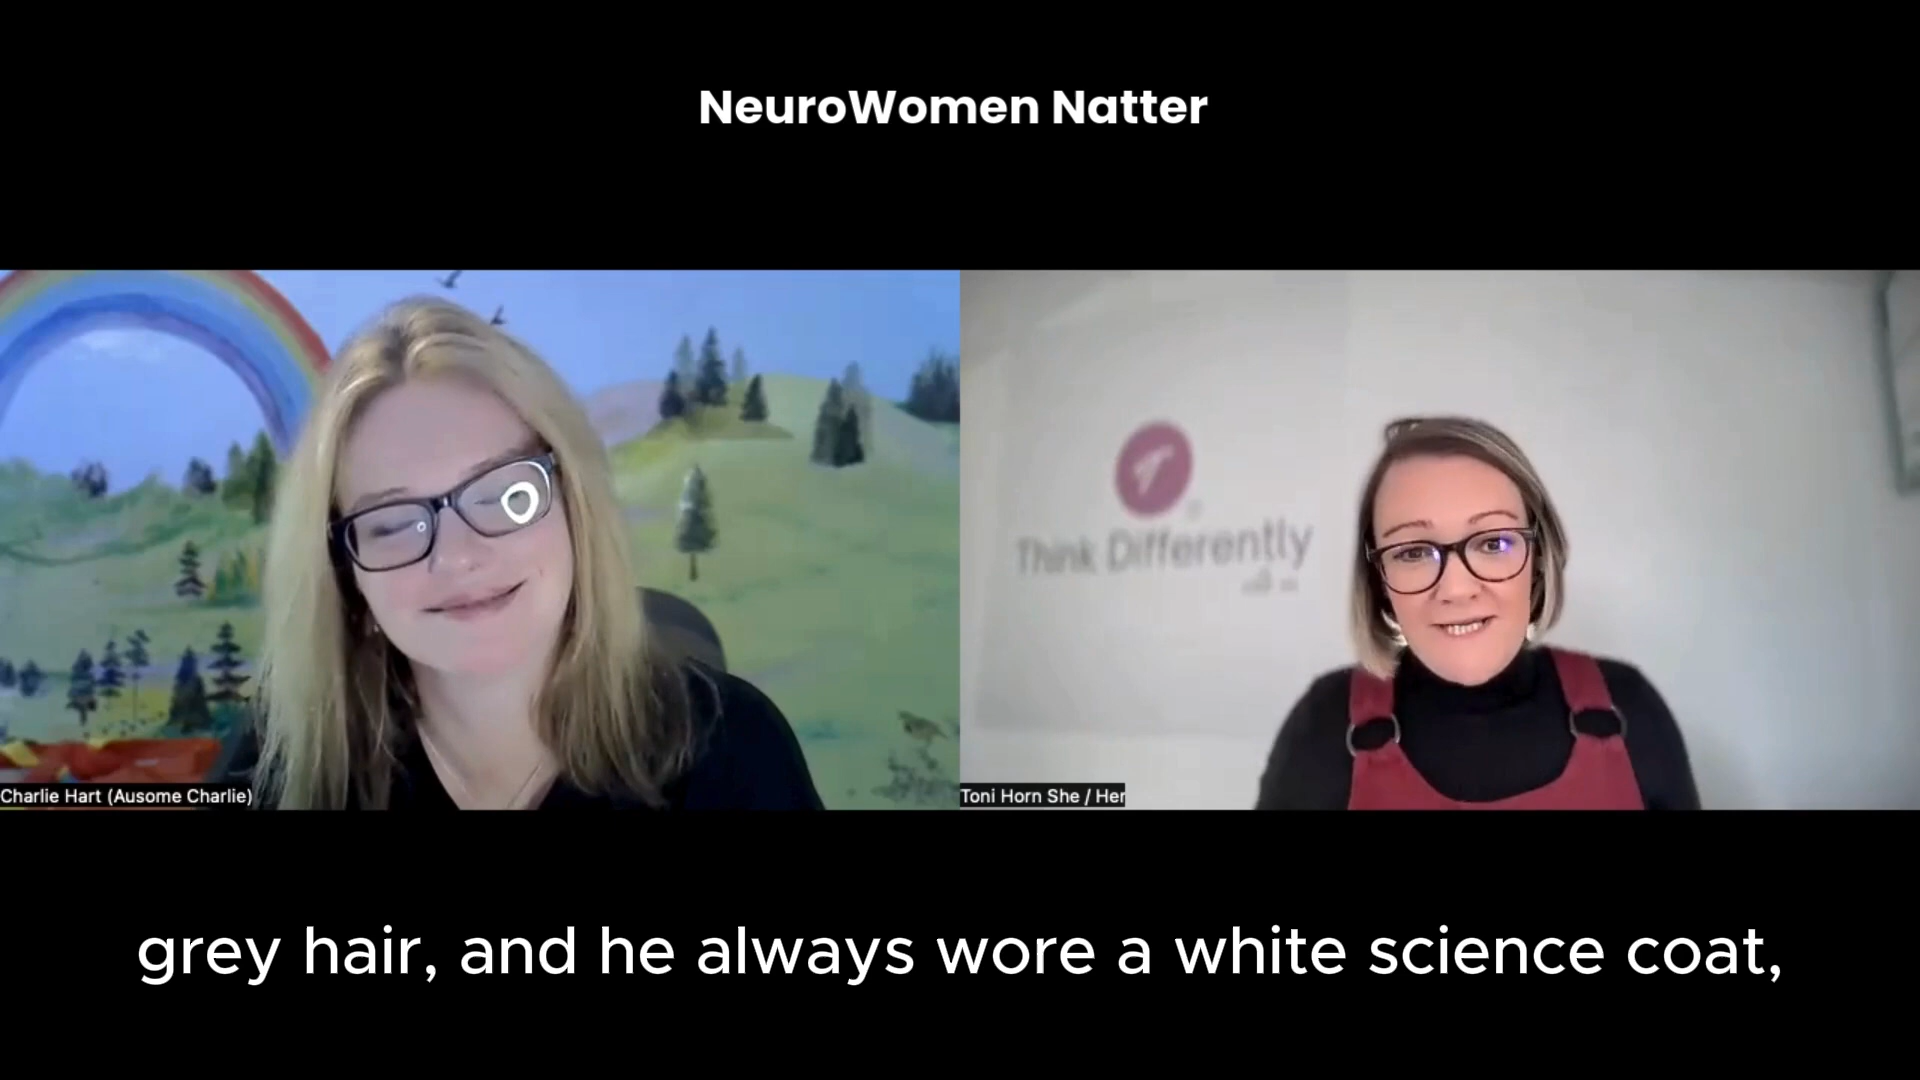 NeuroWomen Natter
Think Differently
Charlie Hart (Ausome Charlie)
Toni Horn She / Her
grey hair, and he always wore a white science coat,